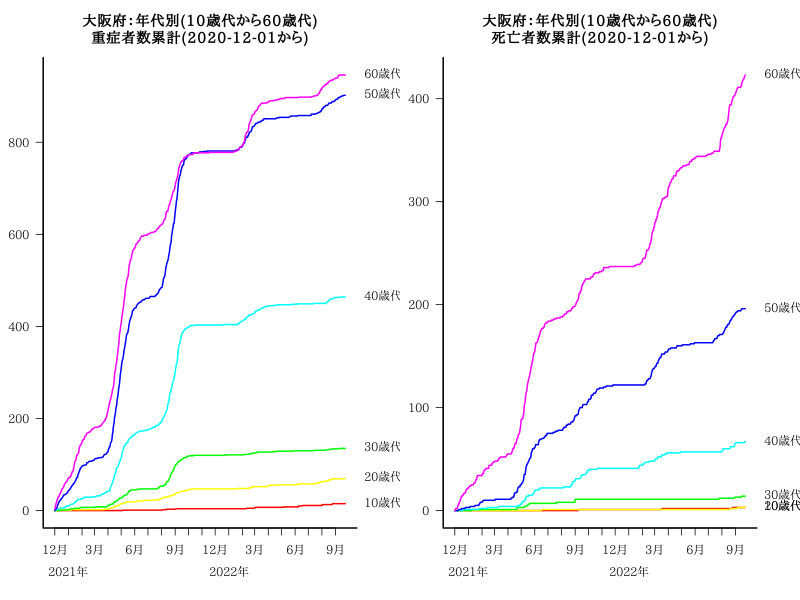 大阪府：年代別(10歳代から60歳代)
重症者数累計(2020-12-01から)
800
600
400
200
0
60歳代
50歳代
40歳代
30歳代
20歳代
10歳代
12月 3月 6月 9月 12月 3月 6月 9月
2021年 2022年
大阪府：年代別(10歳代から60歳代)
死亡者数累計(2020-12-01から)
400
300
200
100
0
60歳代
50歳代
40歳代
30歳代
12月 3月 6月 9月 12月 3月 6月 9月
2021年 2022年